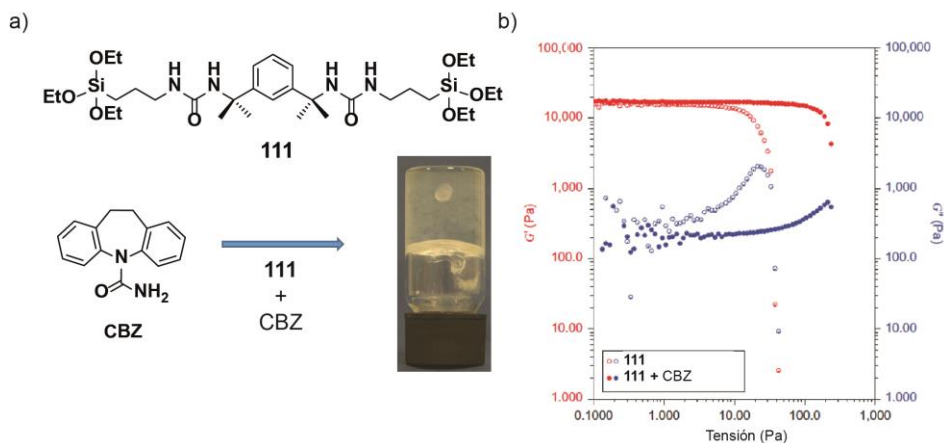 a)
OEt
OEt
Si
OEt
H
N
H
N
O
H
N
H
N
O
OEt
OEt
Si
OEt
111
N
O
NH₂
CBZ
111
+
CBZ
b)
100,000
10,000
1,000
100.0
10.00
1.000
G' (Pa)
100,000
10,000
1,000
100.0
10.00
1.000
G'' (Pa)
111
111 + CBZ
0.1000 1.000 10.00 100.0 1,000
Tensión (Pa)